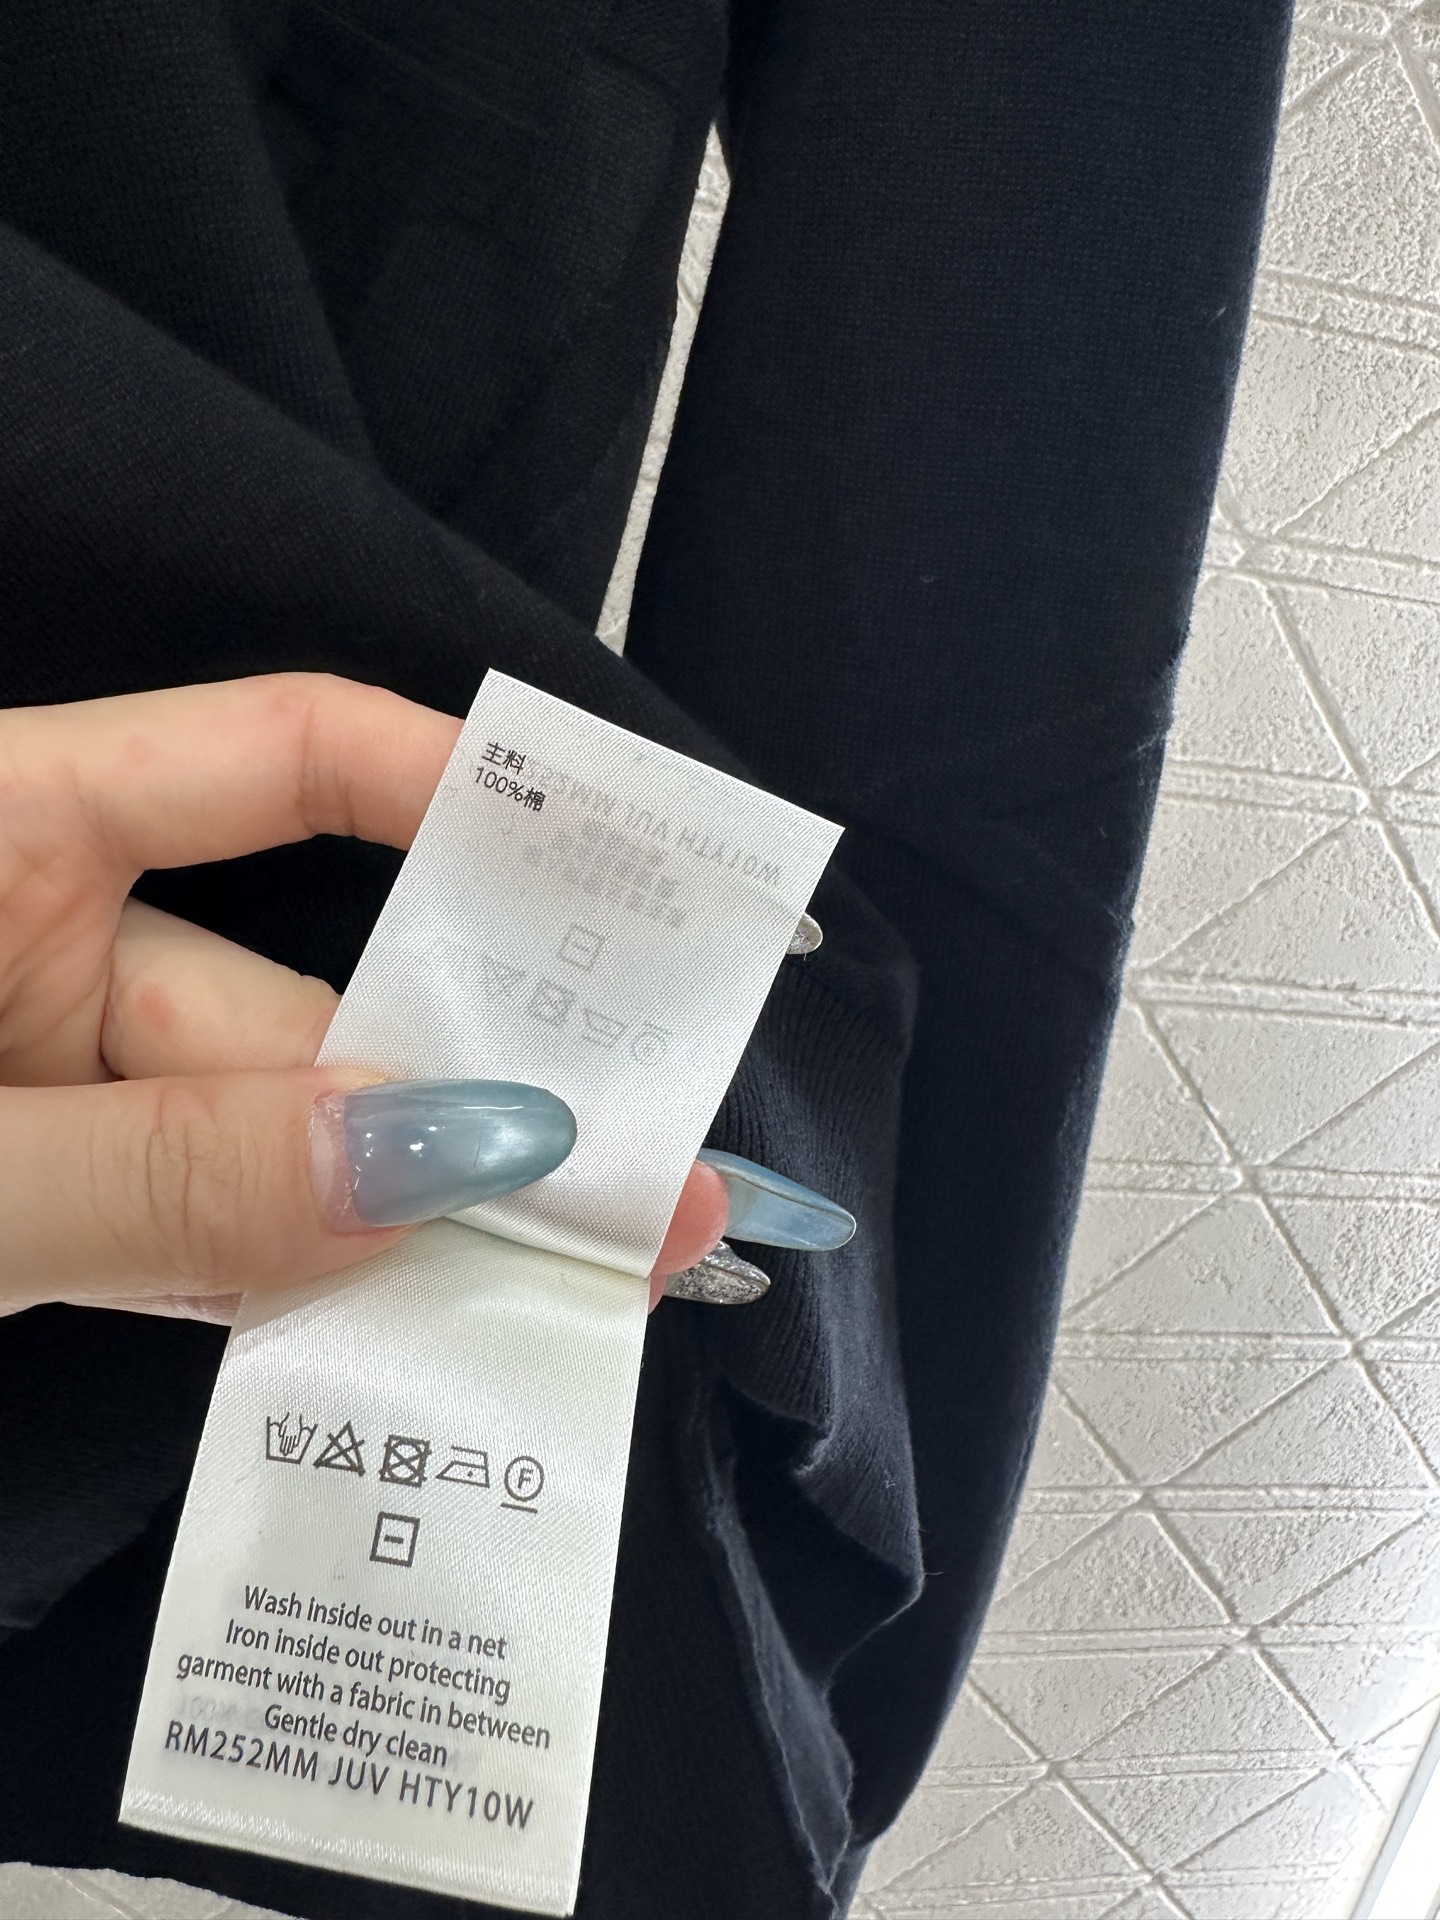 主料
100%棉
F
Wash inside out in a net
Iron inside out protecting
garment with a fabric in between
Gentle dry clean
RM252MM JUV HTY10W